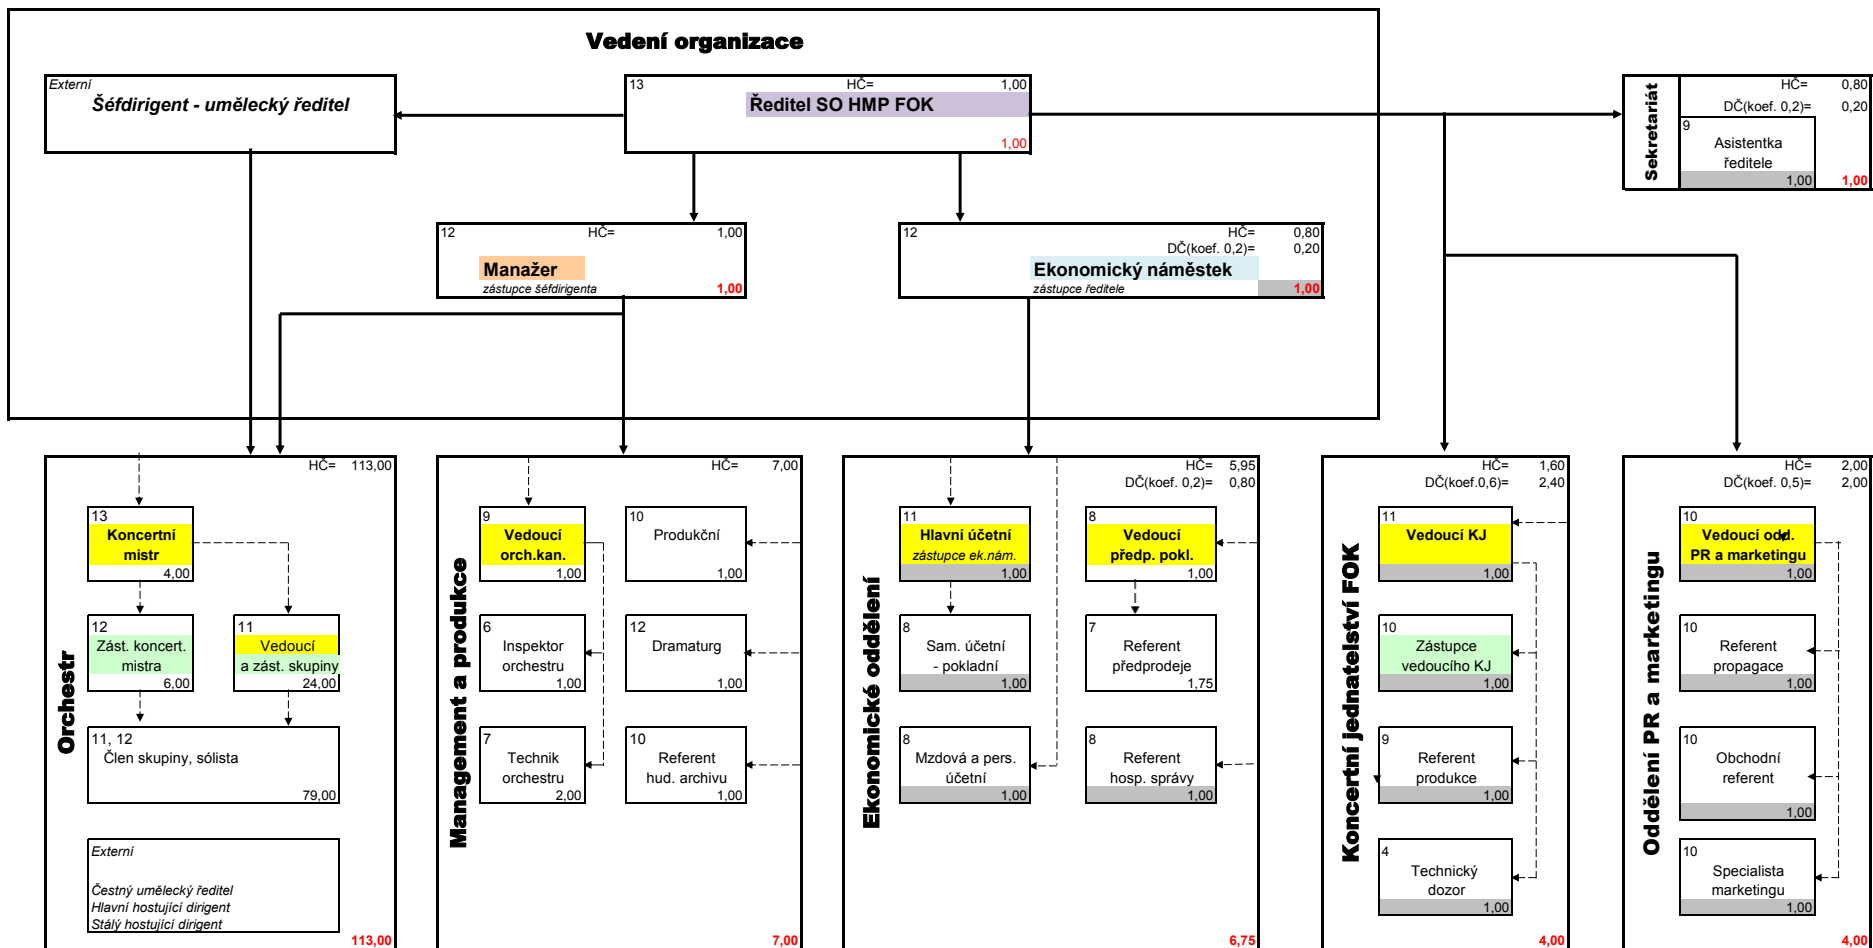 Vedení organizace
Externí
Šéfdirigent - umělecký ředitel
13 HČ= 1,00
Ředitel SO HMP FOK
1,00
Sekretariát
HČ= 0,80
DČ(koef. 0,2)= 0,20
9
Asistentka
ředitele
1,00 1,00
12 HČ= 1,00
Manažer
zástupce šéfdirigenta 1,00
12 HČ= 0,80
DČ(koef. 0,2)= 0,20
Ekonomický náměstek
zástupce ředitele 1,00
Orchestr
HČ= 113,00
13
Koncertní
mistr
4,00
12
Zást. koncert.
mistra
6,00
11
Vedoucí
a zást. skupiny
24,00
11, 12
Člen skupiny, sólista
79,00
Externí
Čestný umělecký ředitel
Hlavní hostující dirigent
Stálý hostující dirigent
113,00
Management a produkce
HČ= 7,00
9
Vedoucí
orch.kan.
1,00
10
Produkční
1,00
6
Inspektor
orchestru
1,00
12
Dramaturg
1,00
7
Technik
orchestru
2,00
10
Referent
hud. archivu
1,00
7,00
Ekonomické oddělení
HČ= 5,95
DČ(koef. 0,2)= 0,80
11
Hlavní účetní
zástupce ek.nám.
1,00
8
Vedoucí
předp. pokl.
1,00
8
Sam. účetní
- pokladní
1,00
7
Referent
předprodeje
1,75
8
Mzdová a pers.
účetní
1,00
8
Referent
hosp. správy
1,00
6,75
Koncertní jednatelství FOK
HČ= 1,60
DČ(koef.0,6)= 2,40
11
Vedoucí KJ
1,00
10
Zástupce
vedoucího KJ
1,00
9
Referent
produkce
1,00
4
Technický
dozor
1,00
4,00
Oddělení PR a marketingu
HČ= 2,00
DČ(koef. 0,5)= 2,00
10
Vedoucí odd.
PR a marketingu
1,00
10
Referent
propagace
1,00
10
Obchodní
referent
1,00
10
Specialista
marketingu
1,00
4,00